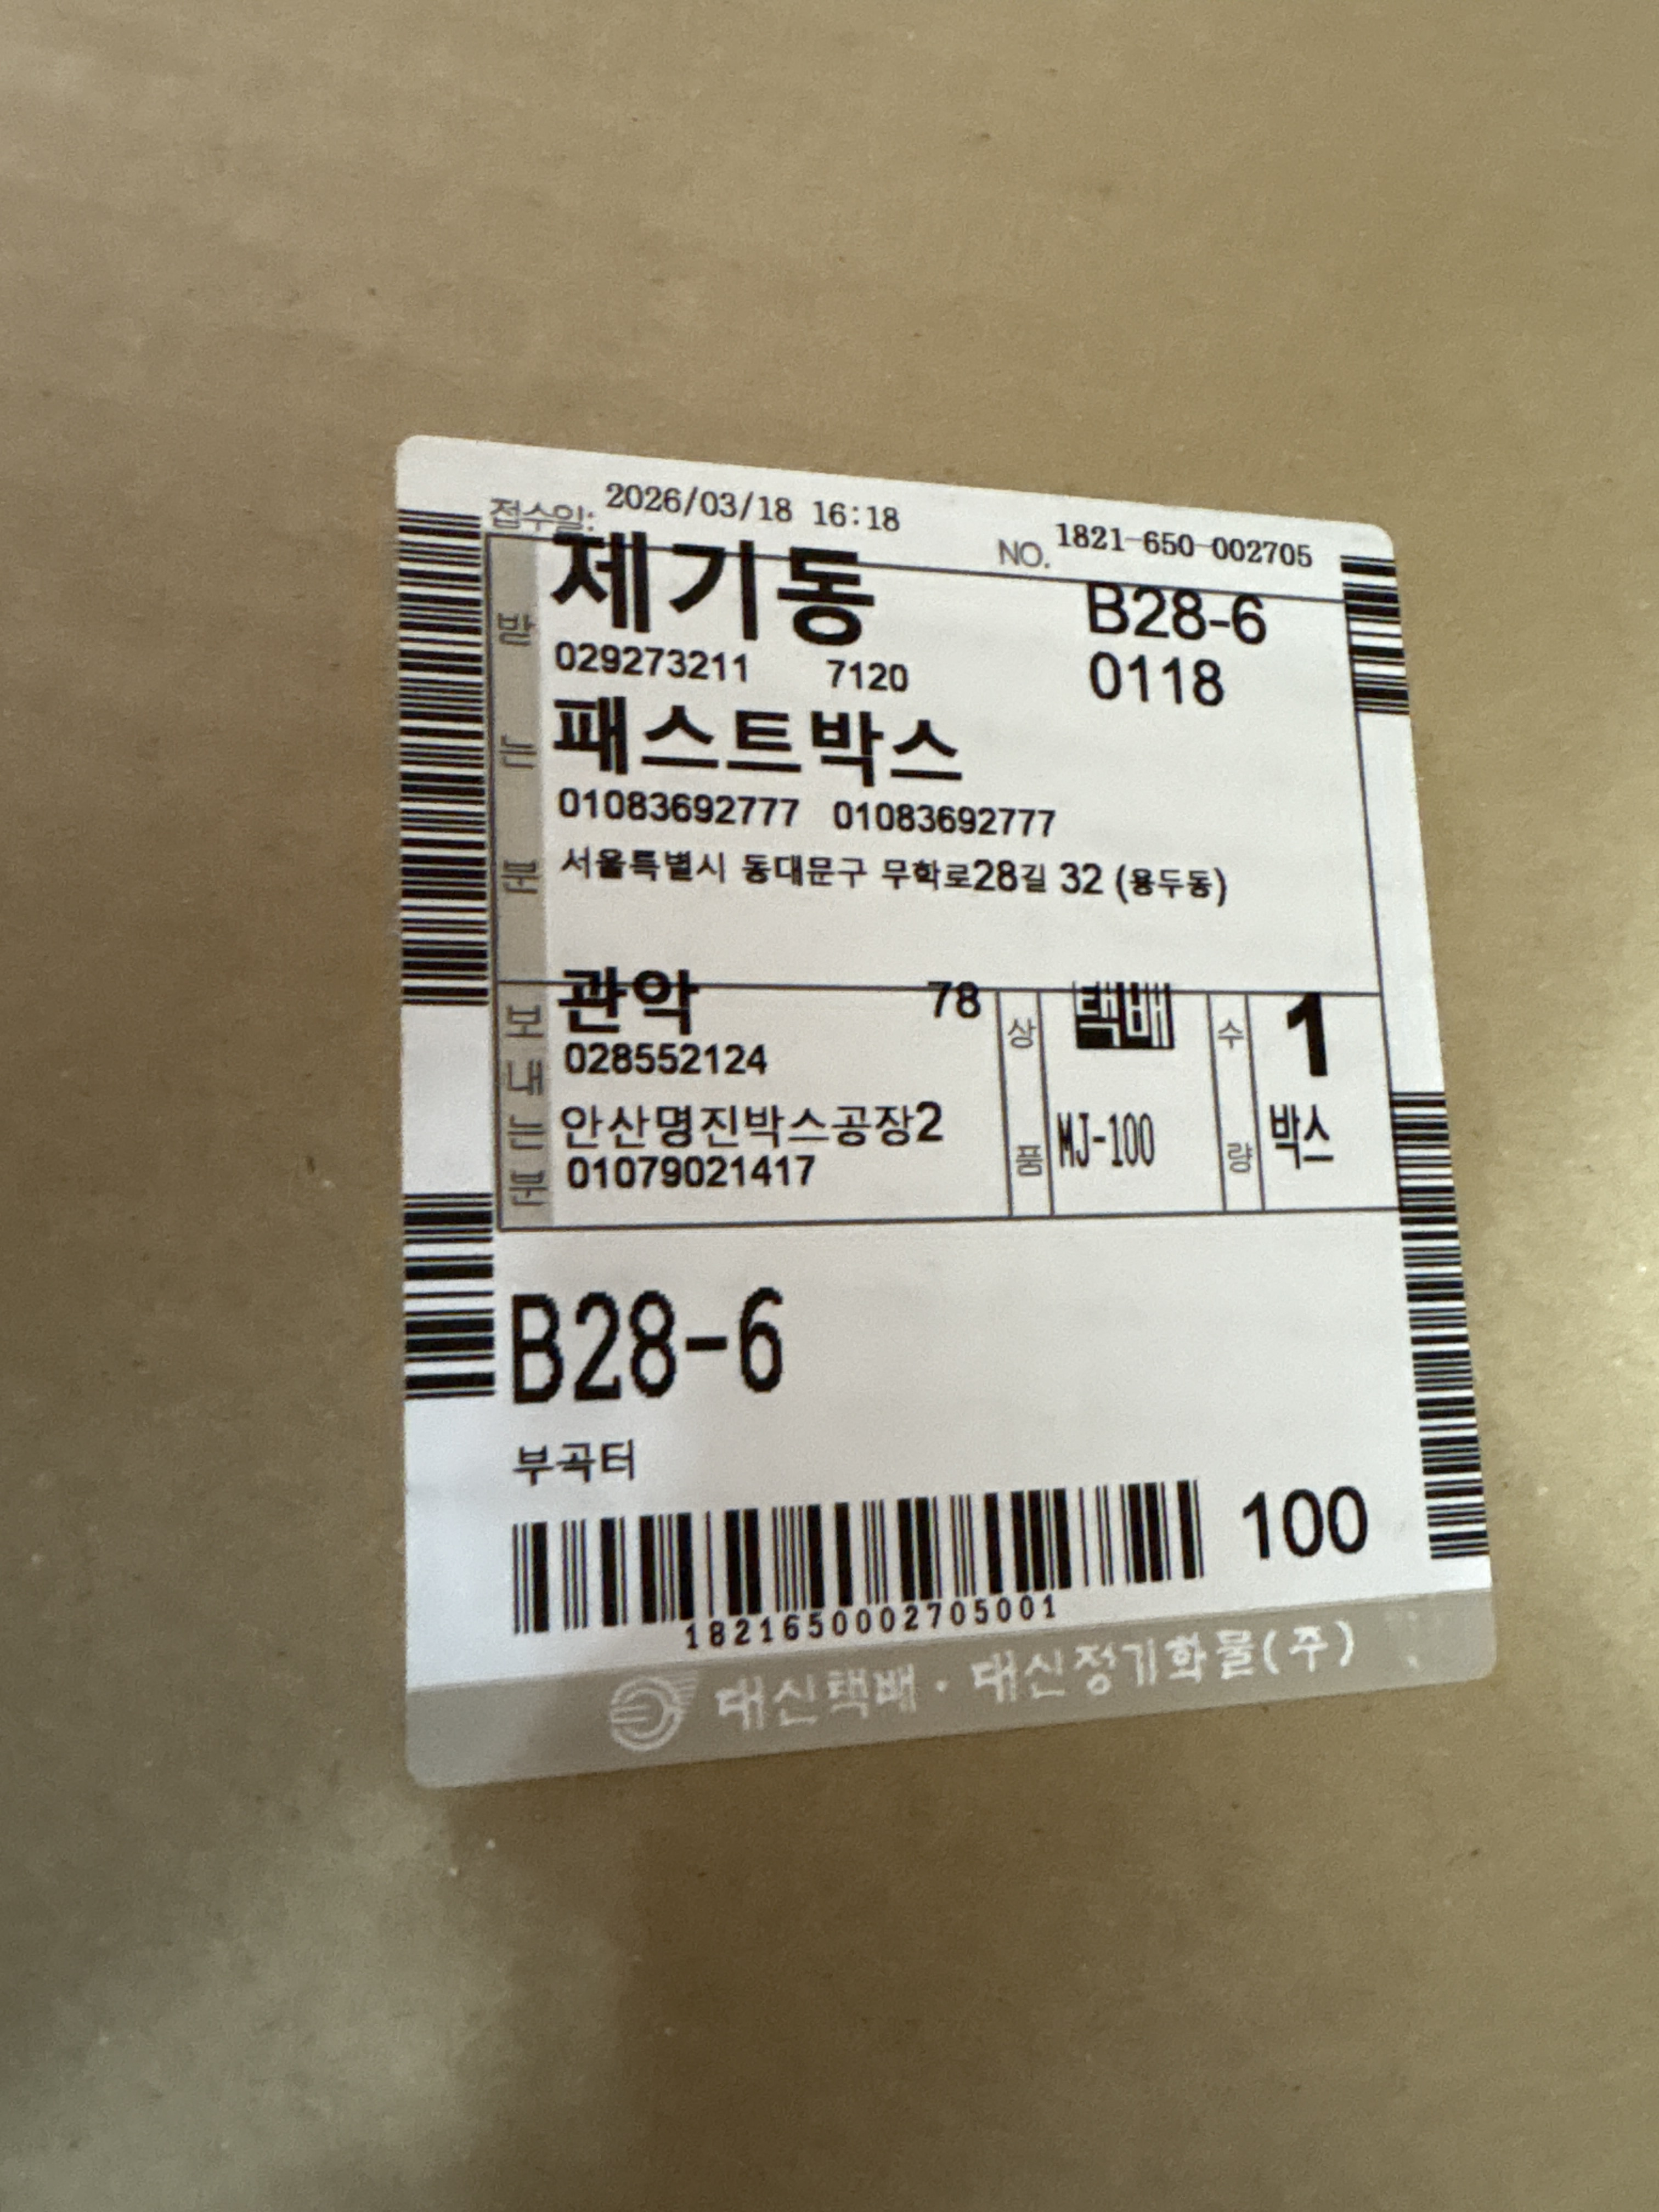 접수일: 2026/03/18 16:18 NO. 1821-650-002705
제기동 B28-6
029273211 7120 0118
받는분 패스트박스
01083692777 01083692777
서울특별시 동대문구 무학로28길 32 (용두동)
보내는분 관악 78 상품 택배 수량 1
028552124
안산명진박스공장2 MJ-100 박스
01079021417
B28-6
부곡터
100
1821650002705001
대신택배·대신정기화물(주)